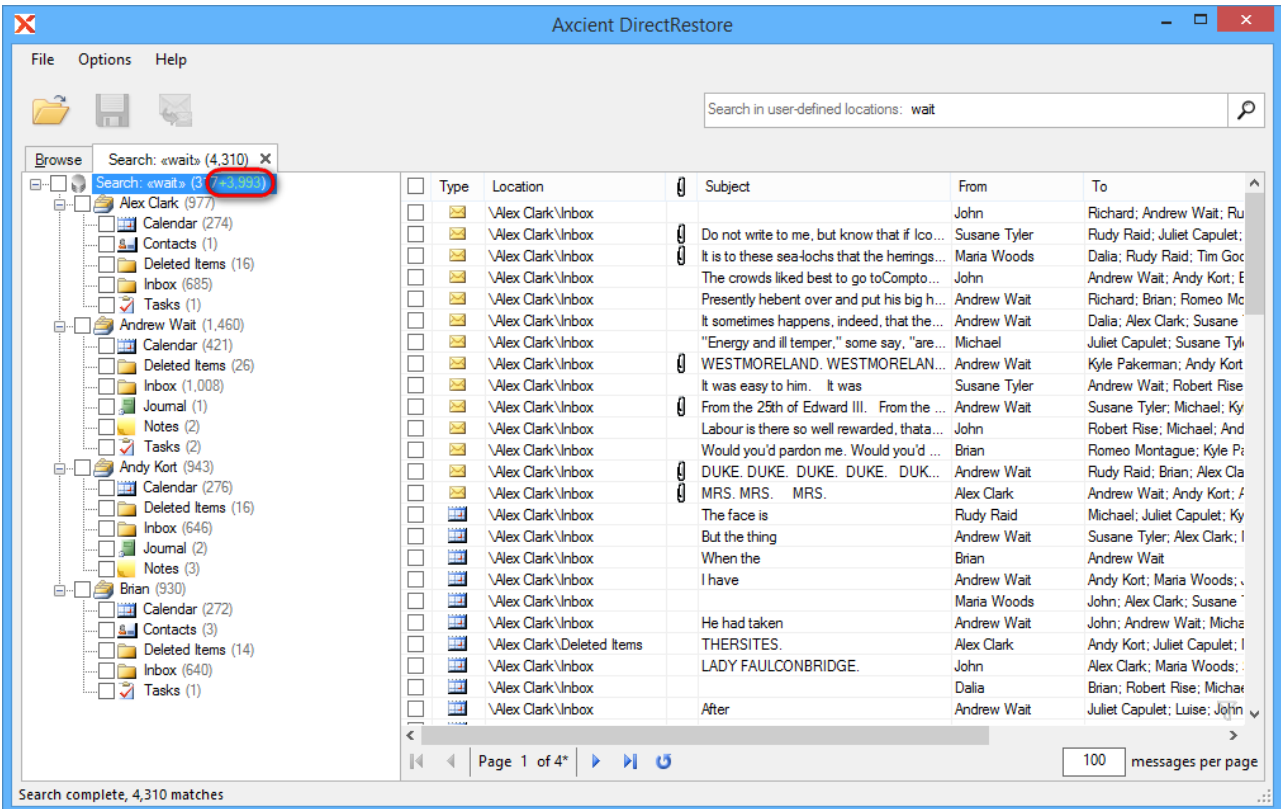 Axcient DirectRestore
File Options Help
Search in user-defined locations: wait
Browse Search: «wait» (4,310)
Search: «wait» (317+3,993)
Alex Clark (977)
Calendar (274)
Contacts (1)
Deleted Items (16)
Inbox (685)
Tasks (1)
Andrew Wait (1,460)
Calendar (421)
Deleted Items (26)
Inbox (1,008)
Journal (1)
Notes (2)
Tasks (2)
Andy Kort (943)
Calendar (276)
Deleted Items (16)
Inbox (646)
Journal (2)
Notes (3)
Brian (930)
Calendar (272)
Contacts (3)
Deleted Items (14)
Inbox (640)
Tasks (1)
Type Location Subject From To
\Alex Clark\Inbox John Richard; Andrew Wait; Ru
\Alex Clark\Inbox Do not write to me, but know that if Ico... Susane Tyler Rudy Raid; Juliet Capulet;
\Alex Clark\Inbox It is to these sea-lochs that the herrings... Maria Woods Dalia; Rudy Raid; Tim Goo
\Alex Clark\Inbox The crowds liked best to go toCompto... John Andrew Wait; Andy Kort; B
\Alex Clark\Inbox Presently hebent over and put his big h... Andrew Wait Richard; Brian; Romeo Mo
\Alex Clark\Inbox It sometimes happens, indeed, that the... Andrew Wait Dalia; Alex Clark; Susane
\Alex Clark\Inbox "Energy and ill temper," some say, "are... Michael Juliet Capulet; Susane Tyl
\Alex Clark\Inbox WESTMORELAND. WESTMORELAN... Andrew Wait Kyle Pakerman; Andy Kort
\Alex Clark\Inbox It was easy to him. It was Susane Tyler Andrew Wait; Robert Rise
\Alex Clark\Inbox From the 25th of Edward III. From the ... Andrew Wait Susane Tyler; Michael; Ky
\Alex Clark\Inbox Labour is there so well rewarded, thata... John Robert Rise; Michael; And
\Alex Clark\Inbox Would you'd pardon me. Would you'd ... Brian Romeo Montague; Kyle Pa
\Alex Clark\Inbox DUKE. DUKE. DUKE. DUKE. DUK... Andrew Wait Rudy Raid; Brian; Alex Cla
\Alex Clark\Inbox MRS. MRS. MRS. Alex Clark Andrew Wait; Andy Kort; A
\Alex Clark\Inbox The face is Rudy Raid Michael; Juliet Capulet; Ky
\Alex Clark\Inbox But the thing Andrew Wait Susane Tyler; Alex Clark;
\Alex Clark\Inbox When the Brian Andrew Wait
\Alex Clark\Inbox I have Andrew Wait Andy Kort; Maria Woods;
\Alex Clark\Inbox Maria Woods John; Alex Clark; Susane
\Alex Clark\Inbox He had taken Andrew Wait John; Andrew Wait; Micha
\Alex Clark\Deleted Items THERSITES. Alex Clark Andy Kort; Juliet Capulet;
\Alex Clark\Inbox LADY FAULCONBRIDGE. John Alex Clark; Maria Woods;
\Alex Clark\Inbox Dalia Brian; Robert Rise; Michae
\Alex Clark\Inbox After Andrew Wait Juliet Capulet; Luise; John
Page 1 of 4* 100 messages per page
Search complete, 4,310 matches